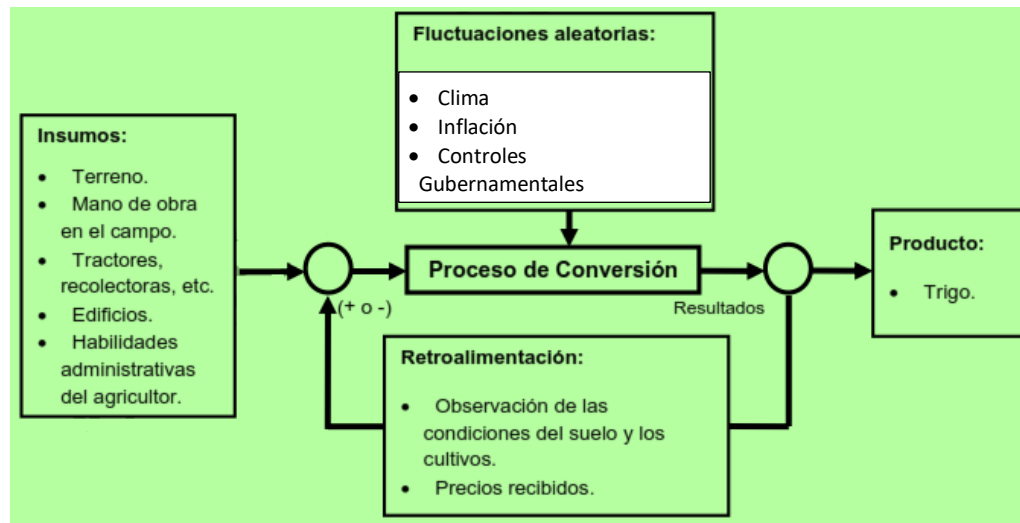 Fluctuaciones aleatorias:
• Clima
• Inflación
• Controles
Gubernamentales
Insumos:
• Terreno.
• Mano de obra
en el campo.
• Tractores,
recolectoras, etc.
• Edificios.
• Habilidades
administrativas
del agricultor.
(+ o -)
Proceso de Conversión
Resultados
Producto:
• Trigo.
Retroalimentación:
• Observación de las
condiciones del suelo y los
cultivos.
• Precios recibidos.